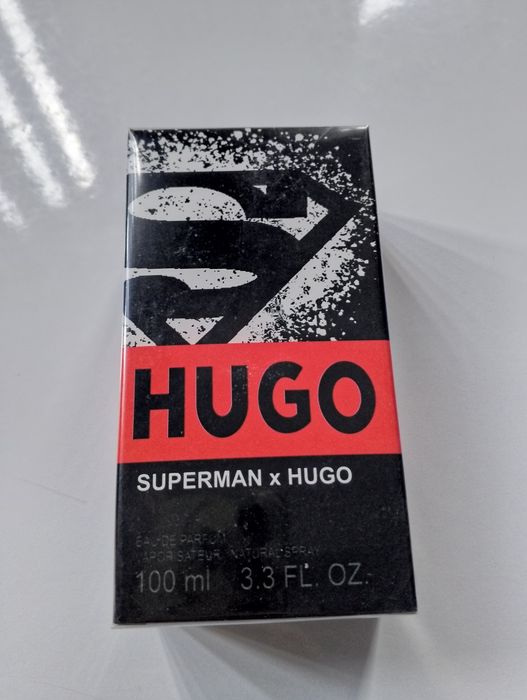 HUGO
SUPERMAN x HUGO
EAU DE PARFUM
VAPORISATEUR NATURAL SPRAY
100 ml 3.3 FL. OZ.